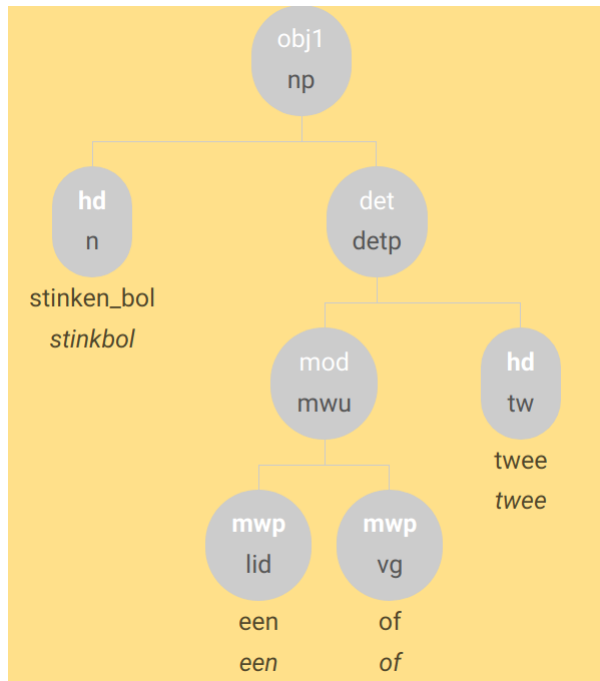 obj1
np
hd
n
stinken_bol
stinkbol
det
detp
mod
mwu
hd
tw
twee
twee
mwp
lid
een
een
mwp
vg
of
of